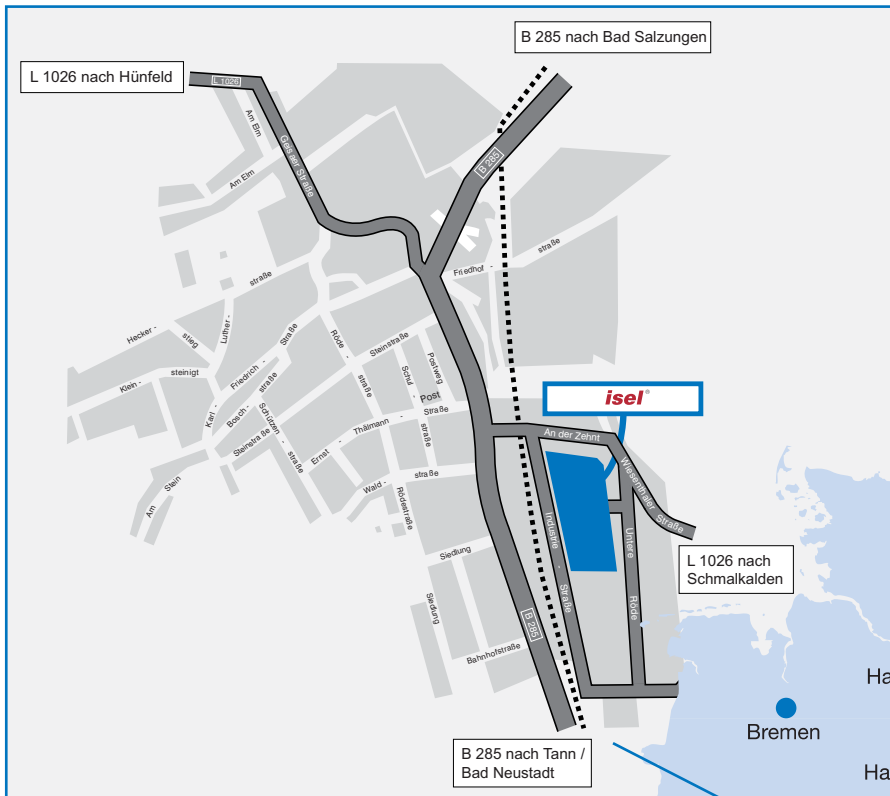 B 285 nach Bad Salzungen
L 1026 nach Hünfeld
L 1026
Am Elm
Geisaer Straße
B 285
Am Elm
straße
Friedhof -
straße
Hecker -
stieg
Luther -
Straße
Röde -
Steinstraße
Postweg
isel®
Klein -
steinigt
Friedrich -
straße
Schul -
Post
Karl -
Bosch -
Schützen -
straße
Straße
An der Zehnt
Steinstraße
Ernst -
Thälmann -
straße
straße
Wiesenthaler Straße
Am Stein
Wald -
straße
Rödestraße
Industrie - Straße
Untere Röde
Siedlung
L 1026 nach
Schmalkalden
Siedlung
B 285
Bahnhofstraße
Ha
Bremen
B 285 nach Tann /
Bad Neustadt
Ha